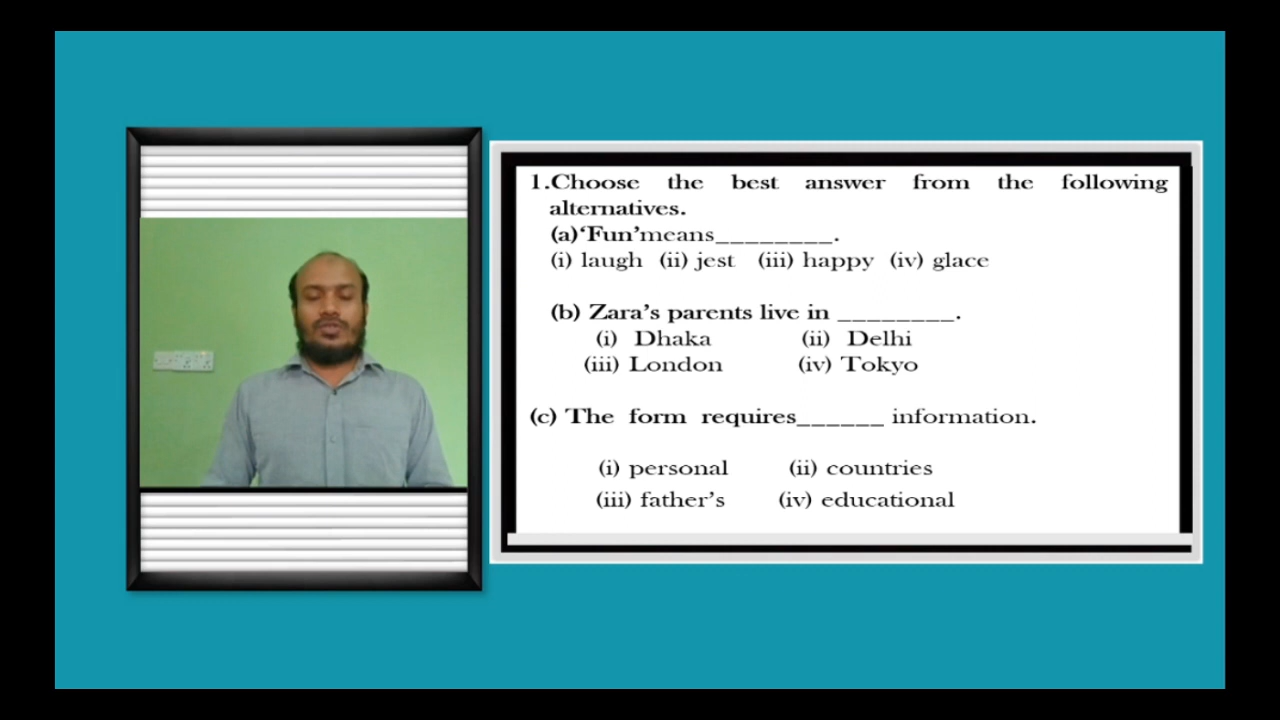 1.Choose the best answer from the following
alternatives.
(a)‘Fun’means________.
(i) laugh (ii) jest (iii) happy (iv) glace
(b) Zara’s parents live in ________.
(i) Dhaka (ii) Delhi
(iii) London (iv) Tokyo
(c) The form requires______ information.
(i) personal (ii) countries
(iii) father’s (iv) educational